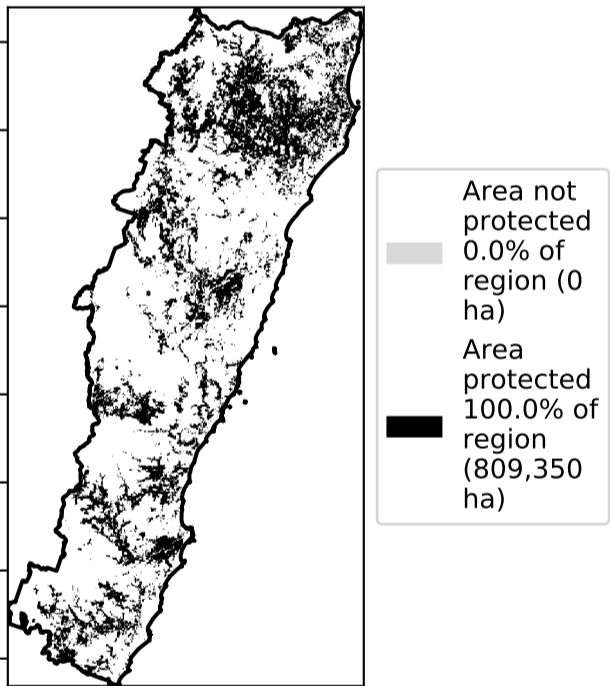 Area not
protected
0.0% of
region (0
ha)
Area
protected
100.0% of
region
(809,350
ha)